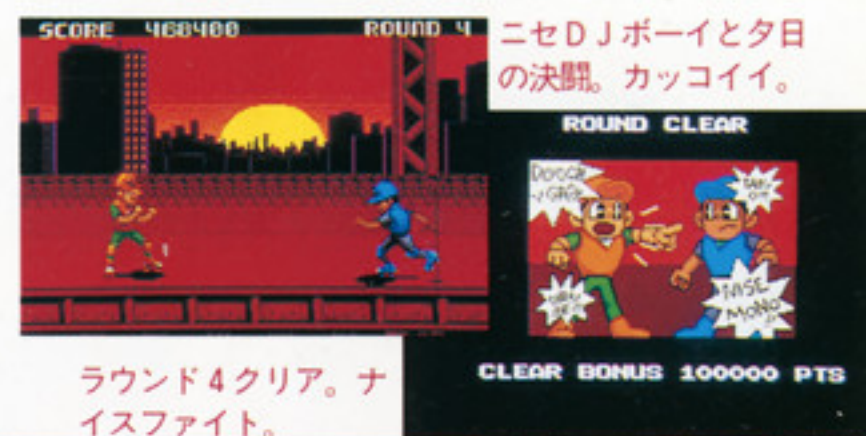 SCORE 468400 ROUND 4
ニセＤＪボーイと夕日
の決闘。カッコイイ。
ROUND CLEAR
NISE
MONO
CLEAR BONUS 100000 PTS
ラウンド４クリア。ナ
イスファイト。